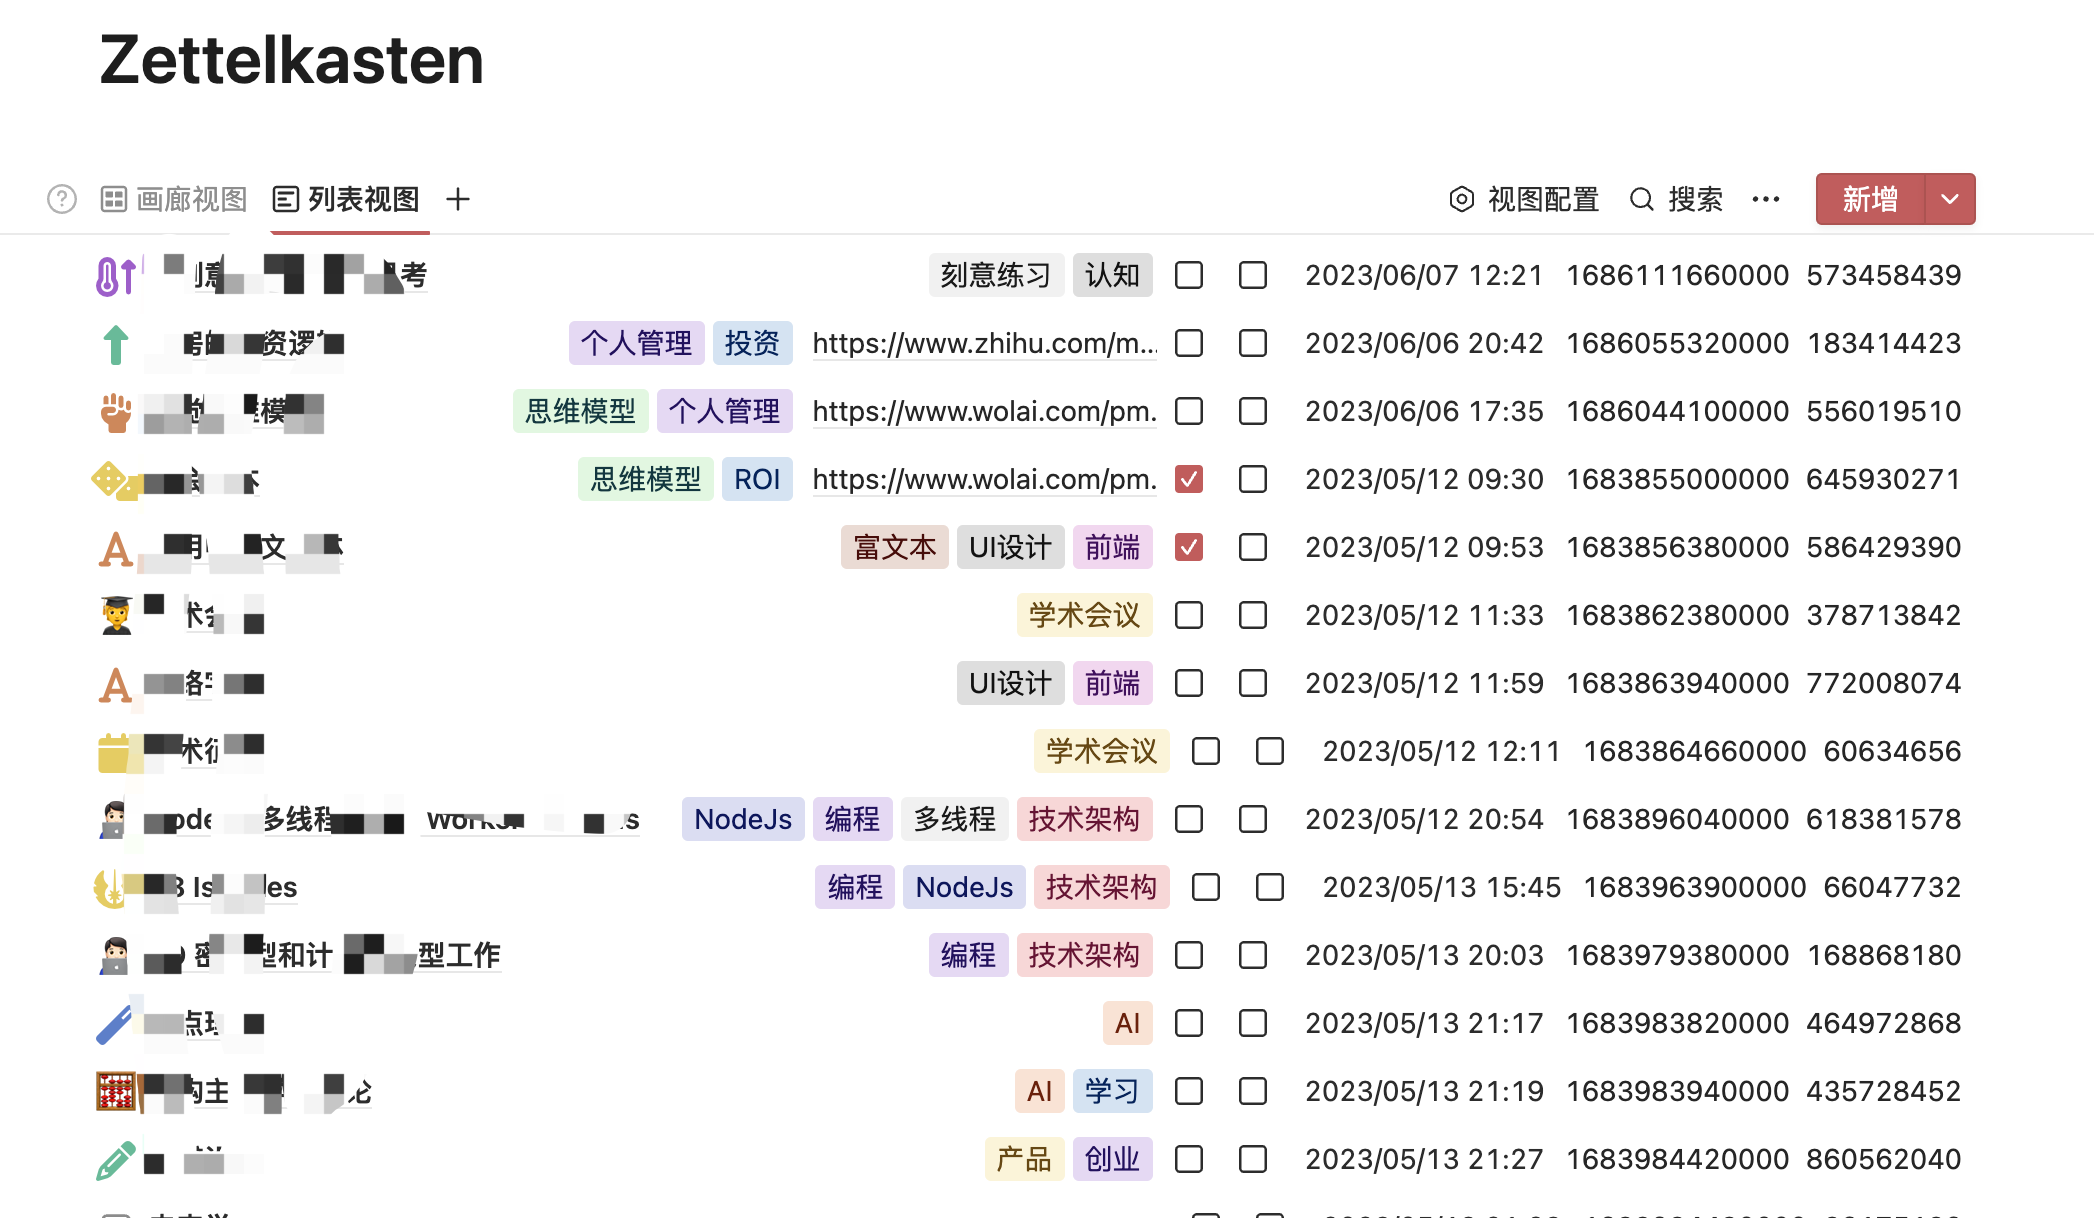 Zettelkasten
画廊视图 列表视图 视图配置 搜索 新增
考 刻意练习 认知 2023/06/07 12:21 1686111660000 573458439
资逻 个人管理 投资 https://www.zhihu.com/m... 2023/06/06 20:42 1686055320000 183414423
模 思维模型 个人管理 https://www.wolai.com/pm. 2023/06/06 17:35 1686044100000 556019510
思维模型 ROI https://www.wolai.com/pm. 2023/05/12 09:30 1683855000000 645930271
文 富文本 UI设计 前端 2023/05/12 09:53 1683856380000 586429390
术 学术会议 2023/05/12 11:33 1683862380000 378713842
UI设计 前端 2023/05/12 11:59 1683863940000 772008074
术 学术会议 2023/05/12 12:11 1683864660000 60634656
多线程 NodeJs 编程 多线程 技术架构 2023/05/12 20:54 1683896040000 618381578
编程 NodeJs 技术架构 2023/05/13 15:45 1683963900000 66047732
型和计 型工作 编程 技术架构 2023/05/13 20:03 1683979380000 168868180
点 AI 2023/05/13 21:17 1683983820000 464972868
主 AI 学习 2023/05/13 21:19 1683983940000 435728452
产品 创业 2023/05/13 21:27 1683984420000 860562040